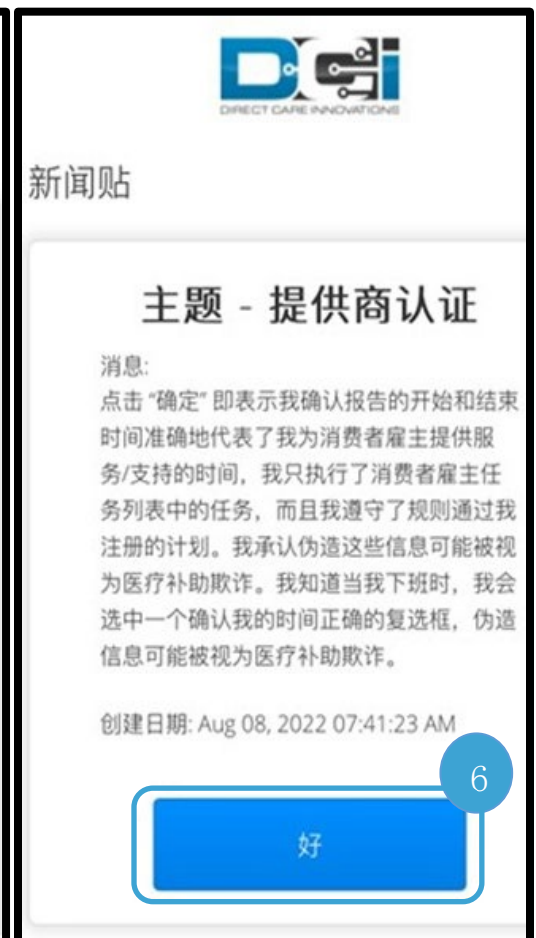 DCi
DIRECT CARE INNOVATIONS
新闻贴
主题 - 提供商认证
消息:
点击 “确定” 即表示我确认报告的开始和结束
时间准确地代表了我为消费者雇主提供服
务/支持的时间，我只执行了消费者雇主任
务列表中的任务，而且我遵守了规则通过我
注册的计划。我承认伪造这些信息可能被视
为医疗补助欺诈。我知道当我下班时，我会
选中一个确认我的时间正确的复选框，伪造
信息可能被视为医疗补助欺诈。
创建日期: Aug 08, 2022 07:41:23 AM
6
好